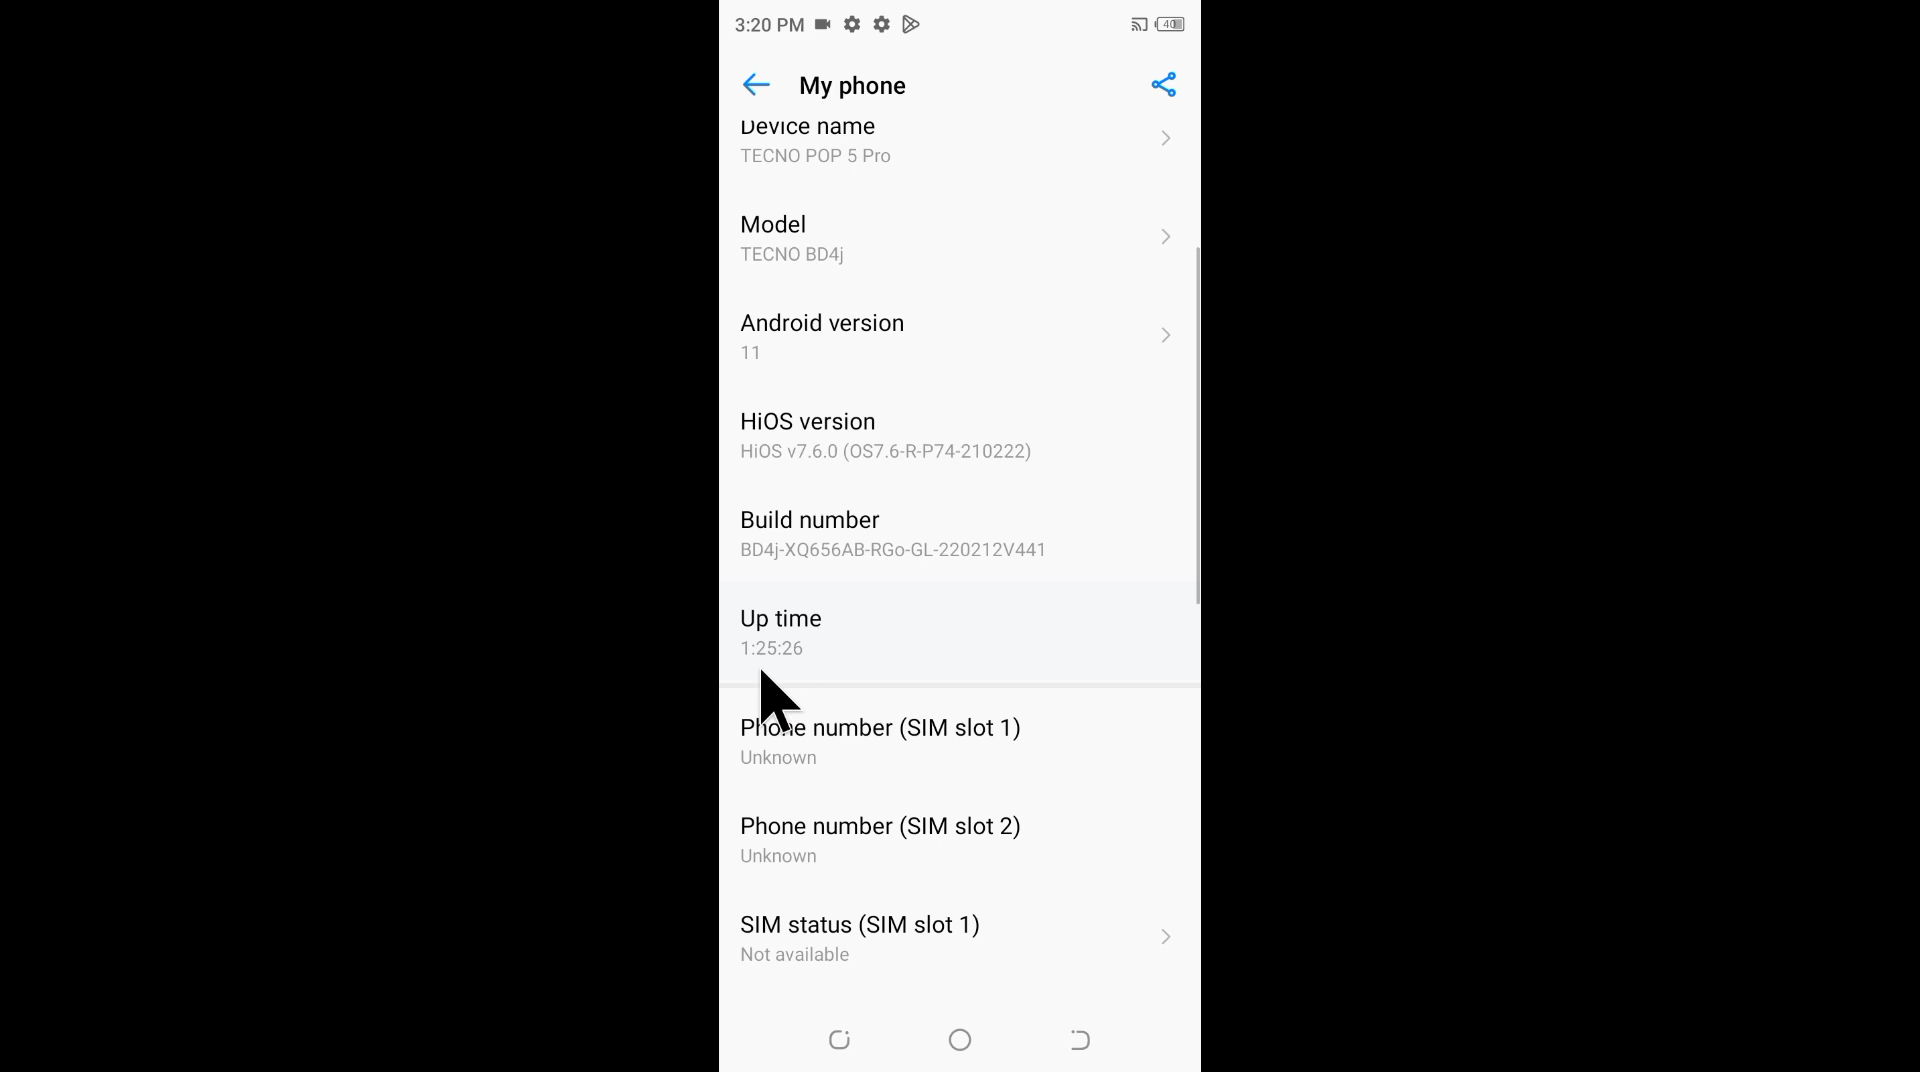 3:20 PM
40
My phone
Device name
TECNO POP 5 Pro
Model
TECNO BD4j
Android version
11
HiOS version
HiOS v7.6.0 (OS7.6-R-P74-210222)
Build number
BD4j-XQ656AB-RGo-GL-220212V441
Up time
1:25:26
Phone number (SIM slot 1)
Unknown
Phone number (SIM slot 2)
Unknown
SIM status (SIM slot 1)
Not available